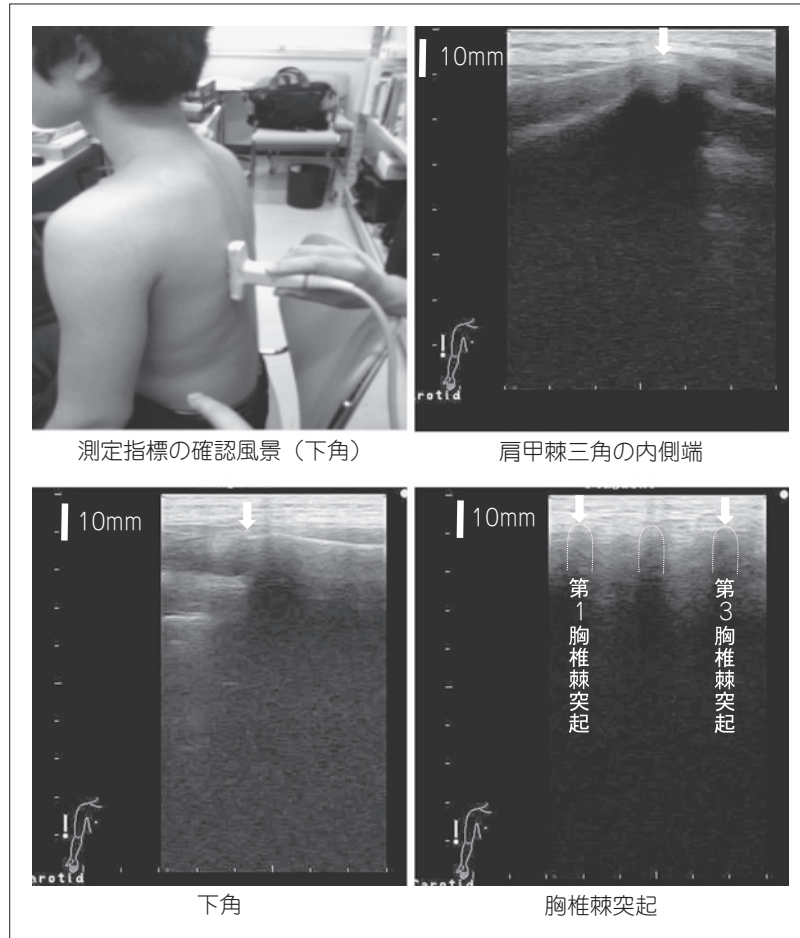 10mm
arotid
測定指標の確認風景（下角）
肩甲棘三角の内側端
10mm
arotid
下角
10mm
第1胸椎棘突起
第3胸椎棘突起
arotid
胸椎棘突起